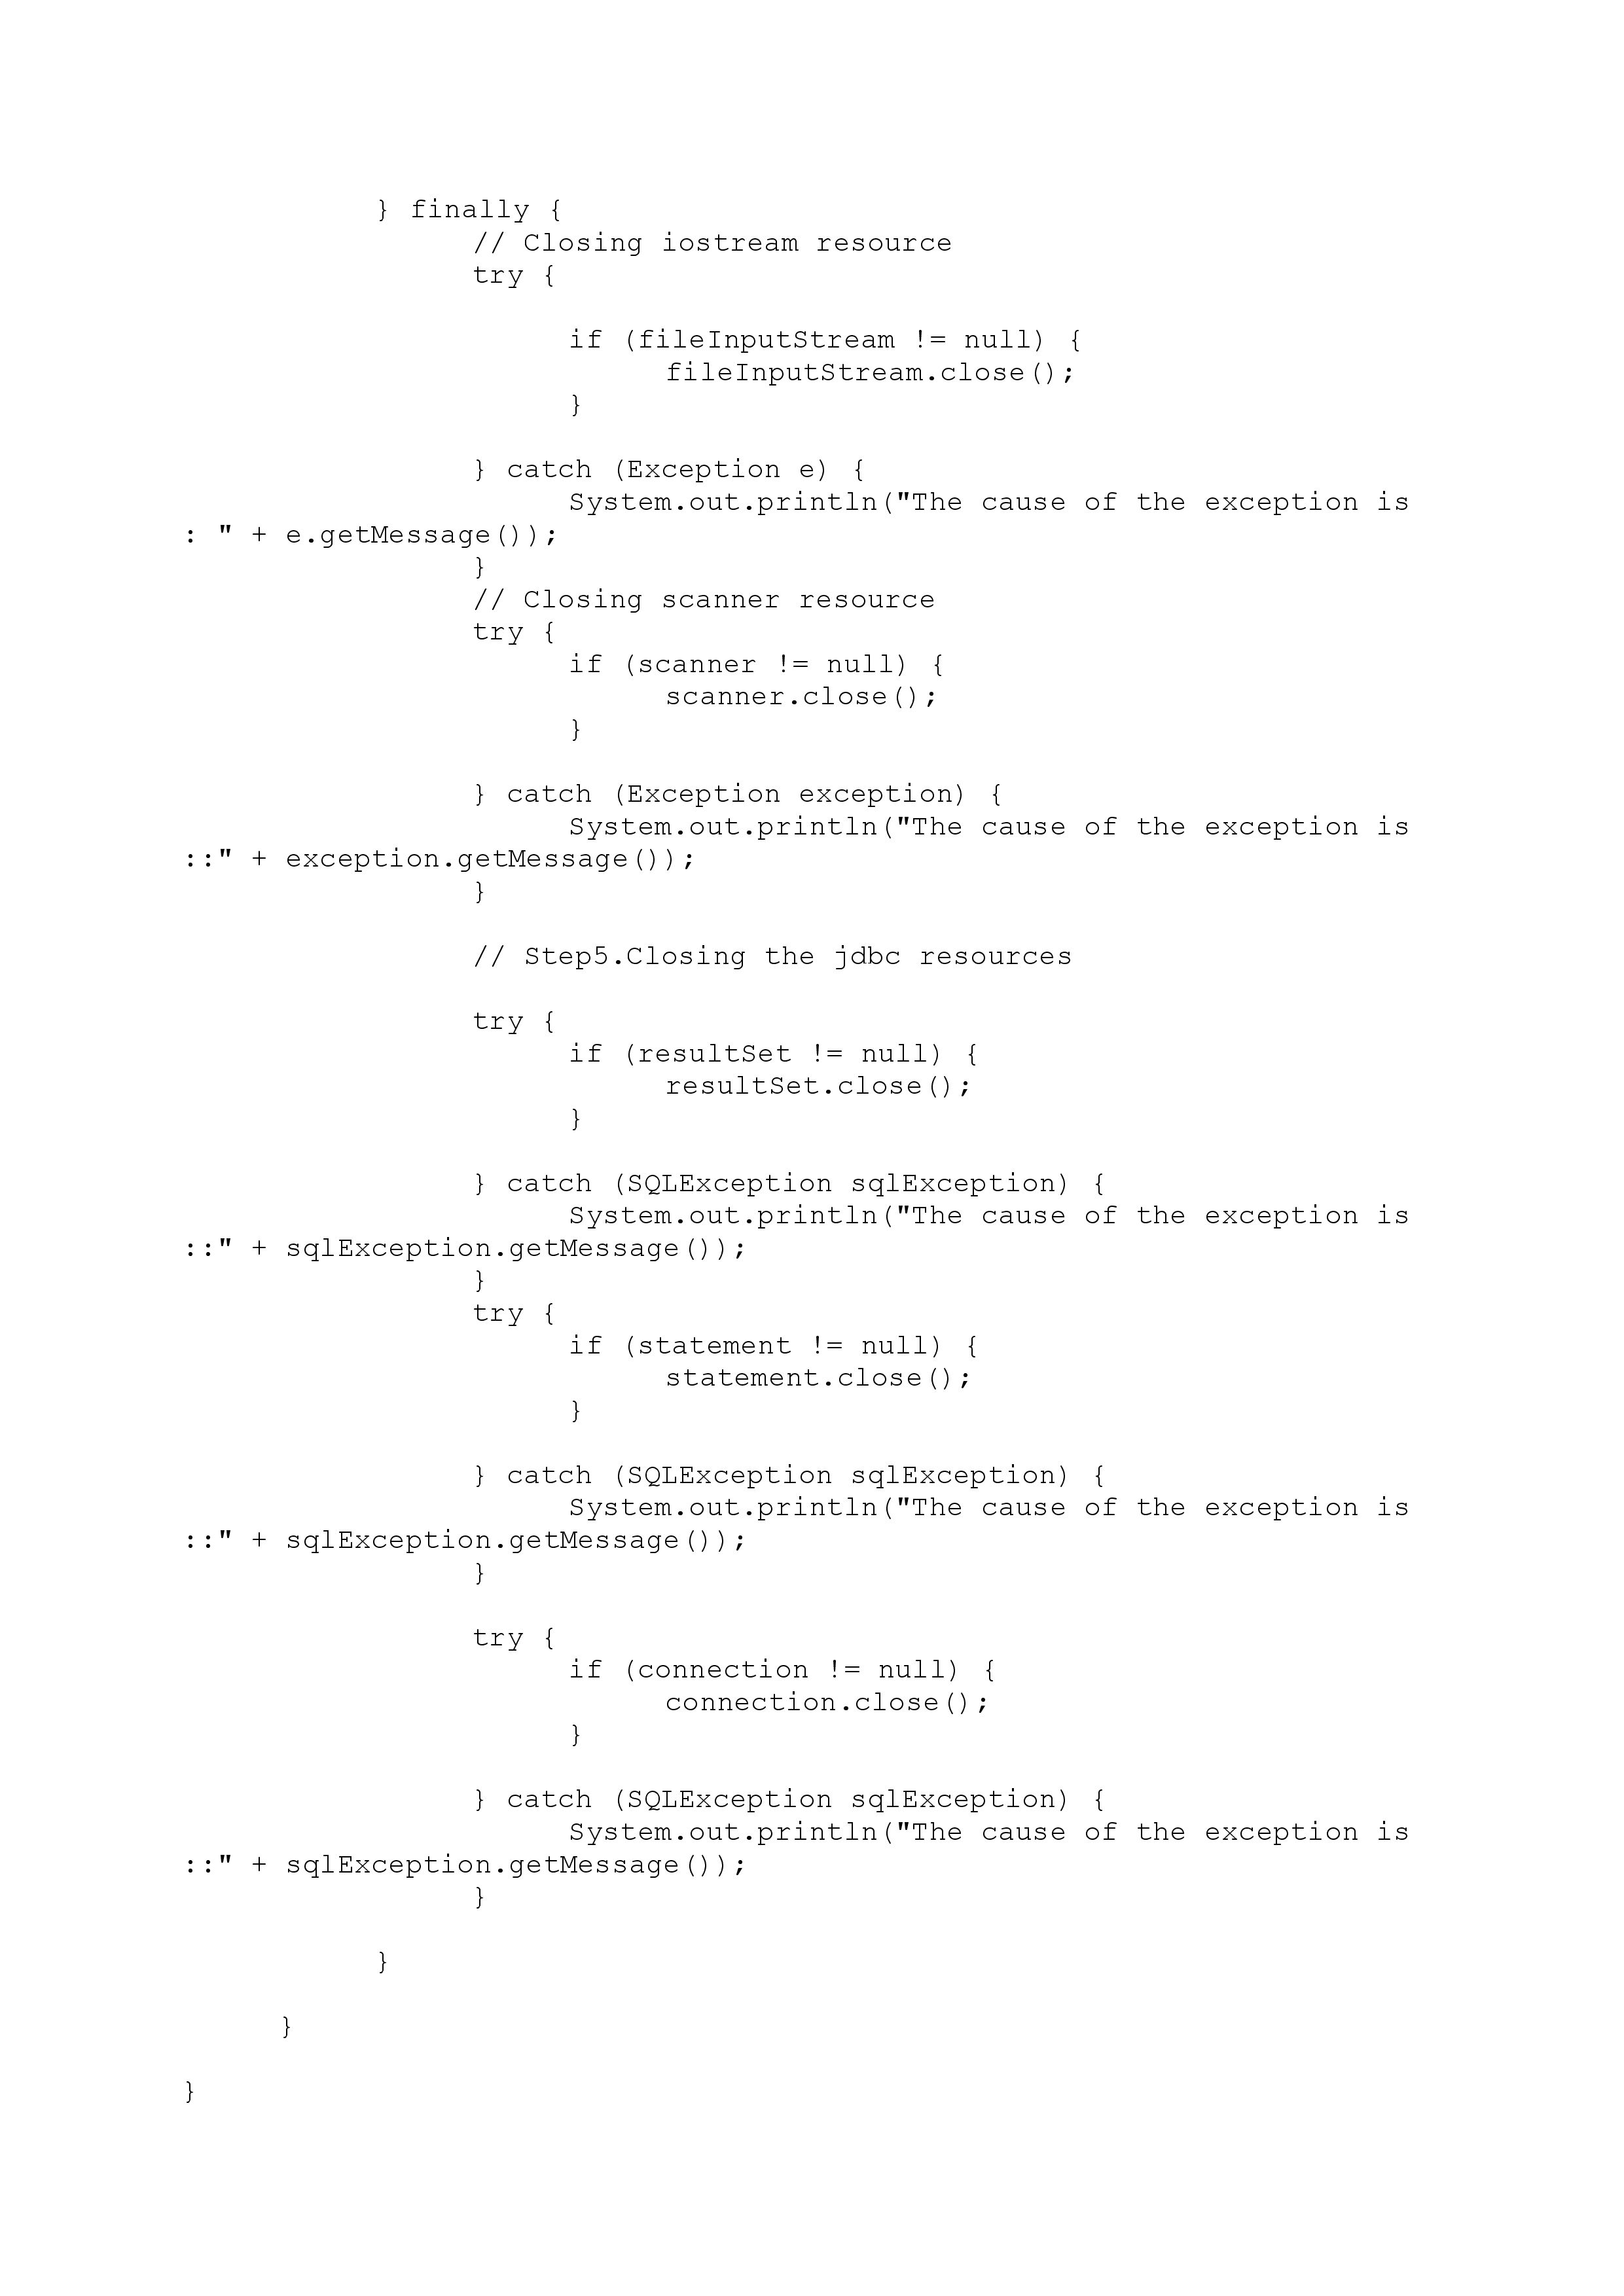 } finally {
// Closing iostream resource
try {
if (fileInputStream != null) {
fileInputStream.close();
}
} catch (Exception e) {
System.out.println("The cause of the exception is
: " + e.getMessage());
}
// Closing scanner resource
try {
if (scanner != null) {
scanner.close();
}
} catch (Exception exception) {
System.out.println("The cause of the exception is
::" + exception.getMessage());
}
// Step5.Closing the jdbc resources
try {
if (resultSet != null) {
resultSet.close();
}
} catch (SQLException sqlException) {
System.out.println("The cause of the exception is
::" + sqlException.getMessage());
}
try {
if (statement != null) {
statement.close();
}
} catch (SQLException sqlException) {
System.out.println("The cause of the exception is
::" + sqlException.getMessage());
}
try {
if (connection != null) {
connection.close();
}
} catch (SQLException sqlException) {
System.out.println("The cause of the exception is
::" + sqlException.getMessage());
}
}
}
}